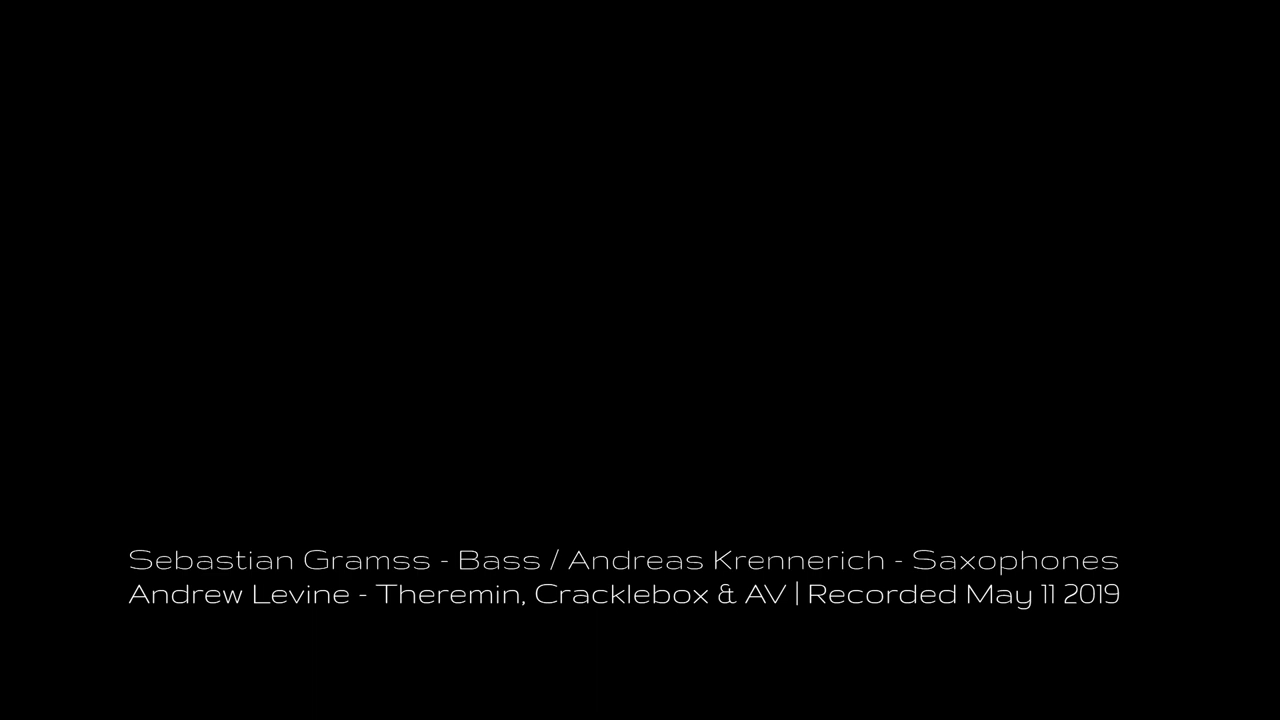 Sebastian Gramss - Bass / Andreas Krennerich - Saxophones
Andrew Levine - Theremin, Cracklebox & AV | Recorded May 11 2019